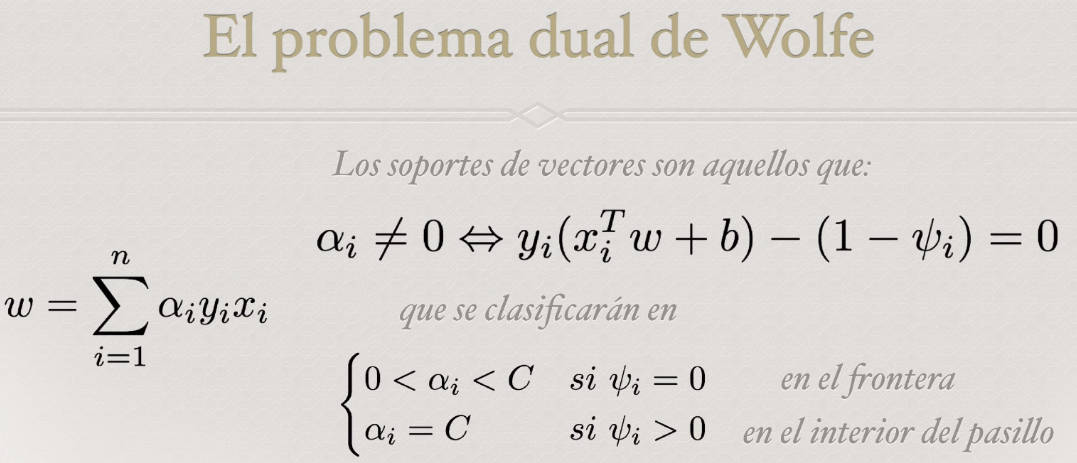 El problema dual de Wolfe
Los soportes de vectores son aquellos que:
αᵢ ≠ 0 ⇔ yᵢ(xᵢᵀw + b) − (1 − ψᵢ) = 0
w = ∑ⁿᵢ₌₁ αᵢyᵢxᵢ
que se clasificarán en
{ 0 < αᵢ < C si ψᵢ = 0 en el frontera
αᵢ = C si ψᵢ > 0 en el interior del pasillo